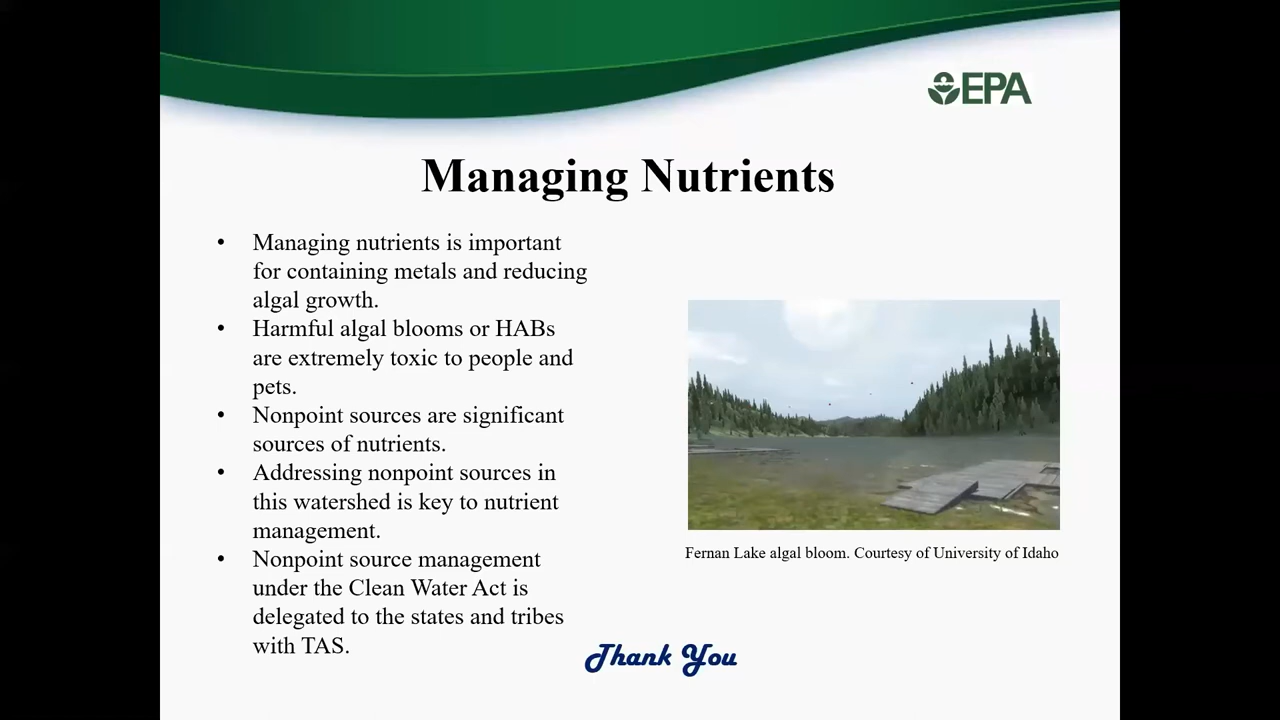 EPA
Managing Nutrients
• Managing nutrients is important
for containing metals and reducing
algal growth.
• Harmful algal blooms or HABs
are extremely toxic to people and
pets.
• Nonpoint sources are significant
sources of nutrients.
• Addressing nonpoint sources in
this watershed is key to nutrient
management.
• Nonpoint source management
under the Clean Water Act is
delegated to the states and tribes
with TAS.
Fernan Lake algal bloom. Courtesy of University of Idaho
Thank You